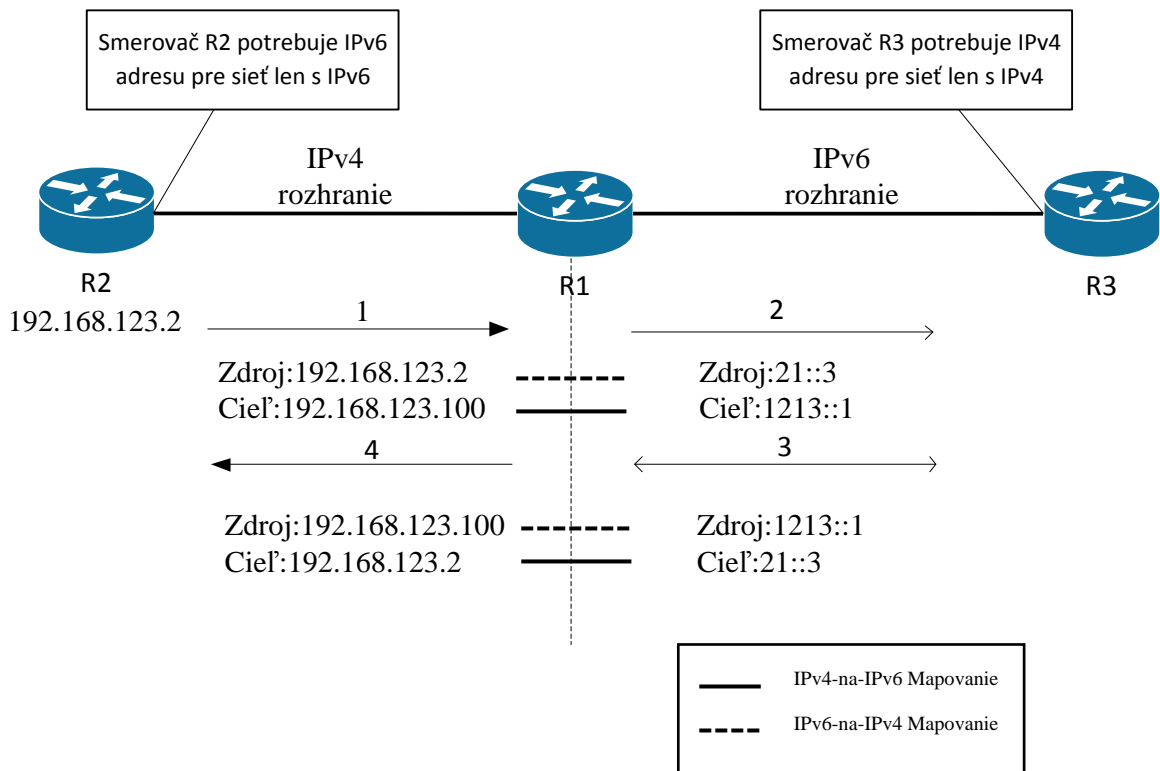 Smerovač R2 potrebuje IPv6
adresu pre sieť len s IPv6
Smerovač R3 potrebuje IPv4
adresu pre sieť len s IPv4
IPv4
rozhranie
IPv6
rozhranie
R2
R1
R3
192.168.123.2
1
2
Zdroj:192.168.123.2
Cieľ:192.168.123.100
Zdroj:21::3
Cieľ:1213::1
4
3
Zdroj:192.168.123.100
Cieľ:192.168.123.2
Zdroj:1213::1
Cieľ:21::3
IPv4-na-IPv6 Mapovanie
IPv6-na-IPv4 Mapovanie